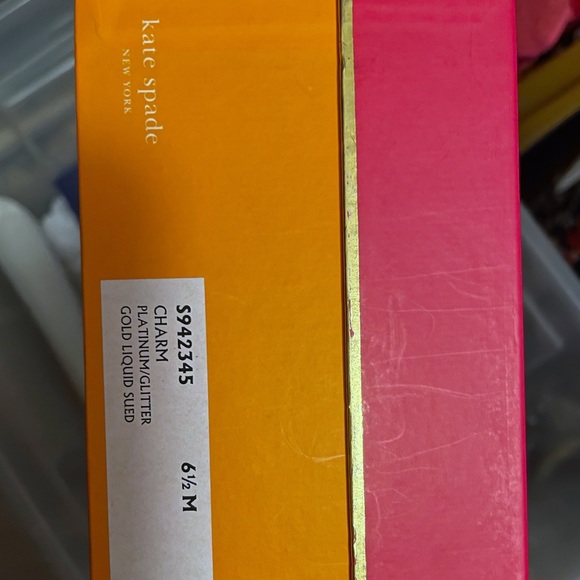 kate spade
NEW YORK
S942345 6½ M
CHARM
PLATINUM/GLITTER
GOLD LIQUID SUED